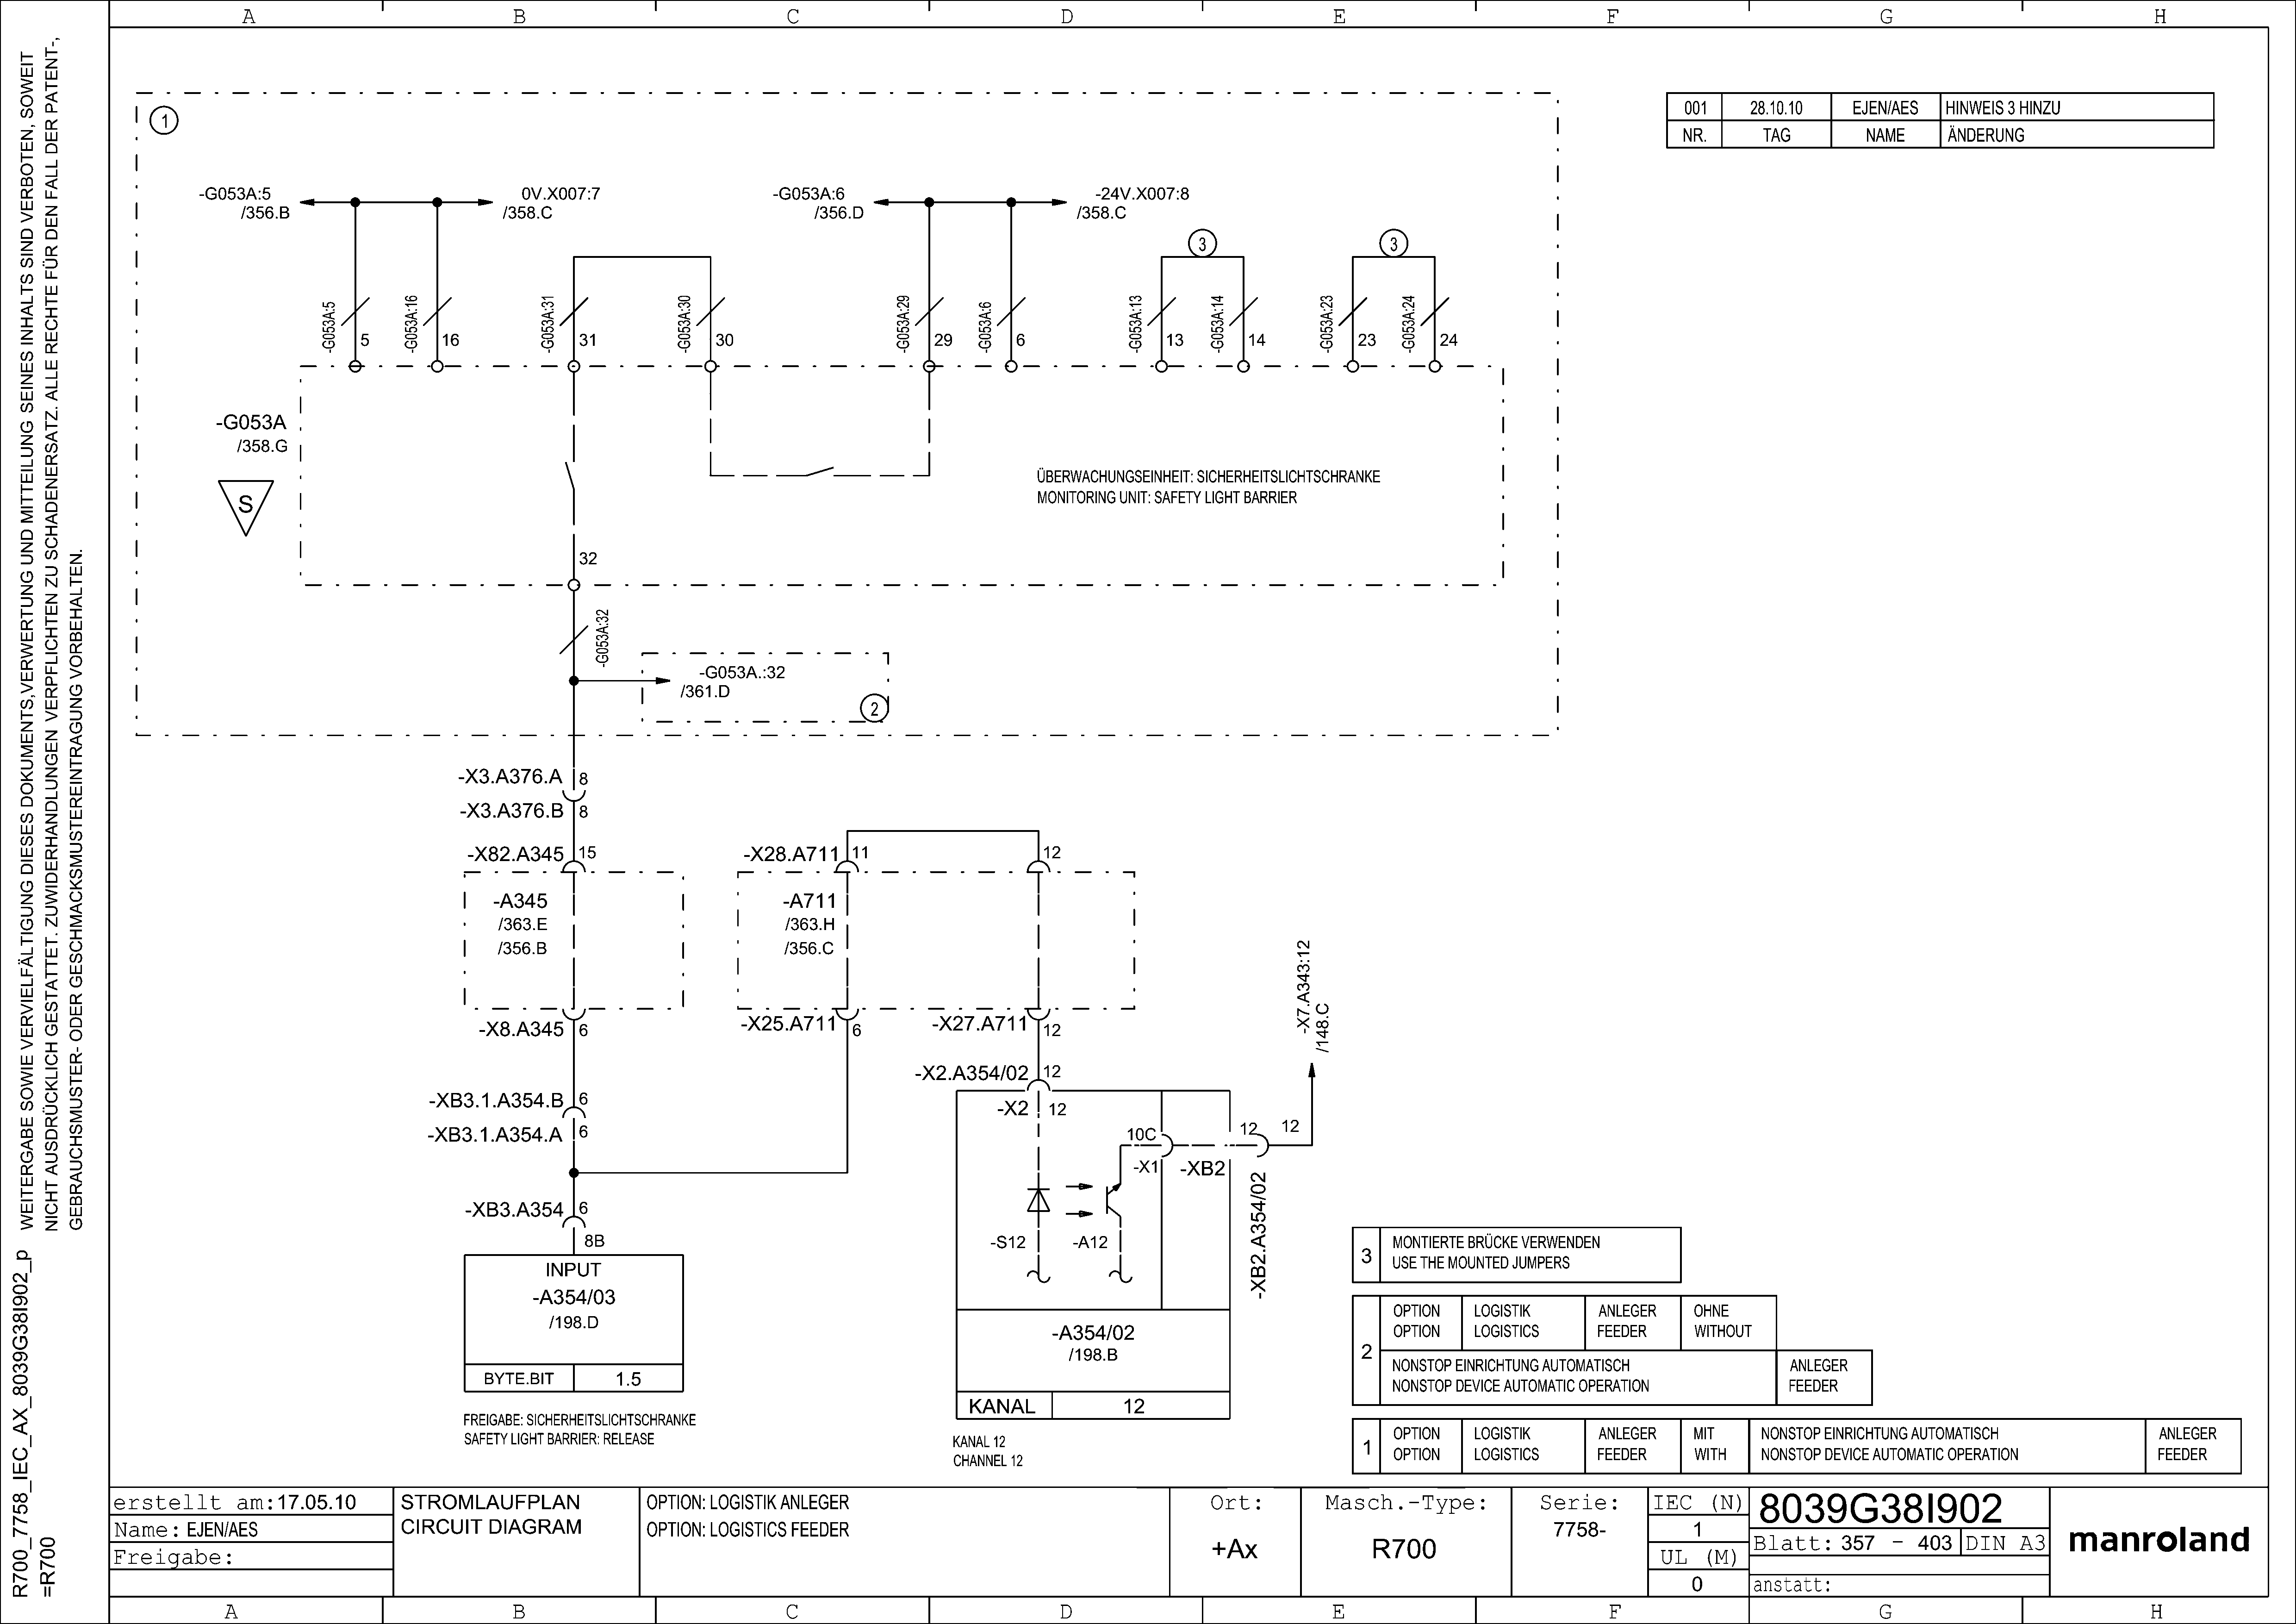 A B C D E F G H
WEITERGABE SOWIE VERVIELFÄLTIGUNG DIESES DOKUMENTS,VERWERTUNG UND MITTEILUNG SEINES INHALTS SIND VERBOTEN, SOWEIT
NICHT AUSDRÜCKLICH GESTATTET. ZUWIDERHANDLUNGEN VERPFLICHTEN ZU SCHADENERSATZ. ALLE RECHTE FÜR DEN FALL DER PATENT-,
GEBRAUCHSMUSTER- ODER GESCHMACKSMUSTEREINTRAGUNG VORBEHALTEN.
R700_7758_IEC_AX_8039G38I902_p
=R700
001 28.10.10 EJEN/AES HINWEIS 3 HINZU
NR. TAG NAME ÄNDERUNG
1
-G053A:5
/356.B
0V.X007:7
/358.C
-G053A:6
/356.D
-24V.X007:8
/358.C
3
3
-G053A:5
5
-G053A:16
16
-G053A:31
31
-G053A:30
30
-G053A:29
29
-G053A:6
6
-G053A:13
13
-G053A:14
14
-G053A:23
23
-G053A:24
24
-G053A
/358.G
S
ÜBERWACHUNGSEINHEIT: SICHERHEITSLICHTSCHRANKE
MONITORING UNIT: SAFETY LIGHT BARRIER
32
-G053A:32
-G053A.:32
/361.D
2
-X3.A376.A 8
-X3.A376.B 8
-X82.A345 15
-X28.A711 11
12
-A345
/363.E
/356.B
-A711
/363.H
/356.C
-X8.A345 6
-X25.A711 6
-X27.A711 12
-X7.A343:12
/148.C
-X2.A354/02 12
-XB3.1.A354.B 6
-XB3.1.A354.A 6
-X2 12
10C
12
12
-X1
-XB2
-XB2.A354/02
-XB3.A354 6
8B
-S12
-A12
INPUT
-A354/03
/198.D
BYTE.BIT 1.5
FREIGABE: SICHERHEITSLICHTSCHRANKE
SAFETY LIGHT BARRIER: RELEASE
-A354/02
/198.B
KANAL 12
KANAL 12
CHANNEL 12
3
MONTIERTE BRÜCKE VERWENDEN
USE THE MOUNTED JUMPERS
2
OPTION LOGISTIK ANLEGER OHNE
OPTION LOGISTICS FEEDER WITHOUT
NONSTOP EINRICHTUNG AUTOMATISCH ANLEGER
NONSTOP DEVICE AUTOMATIC OPERATION FEEDER
1
OPTION LOGISTIK ANLEGER MIT NONSTOP EINRICHTUNG AUTOMATISCH ANLEGER
OPTION LOGISTICS FEEDER WITH NONSTOP DEVICE AUTOMATIC OPERATION FEEDER
erstellt am:17.05.10
Name: EJEN/AES
Freigabe:
STROMLAUFPLAN
CIRCUIT DIAGRAM
OPTION: LOGISTIK ANLEGER
OPTION: LOGISTICS FEEDER
Ort:
+Ax
Masch.-Type:
R700
Serie:
7758-
IEC (N)
1
UL (M)
0
8039G38I902
Blatt: 357 - 403 DIN A3
anstatt:
manroland
A B C D E F G H